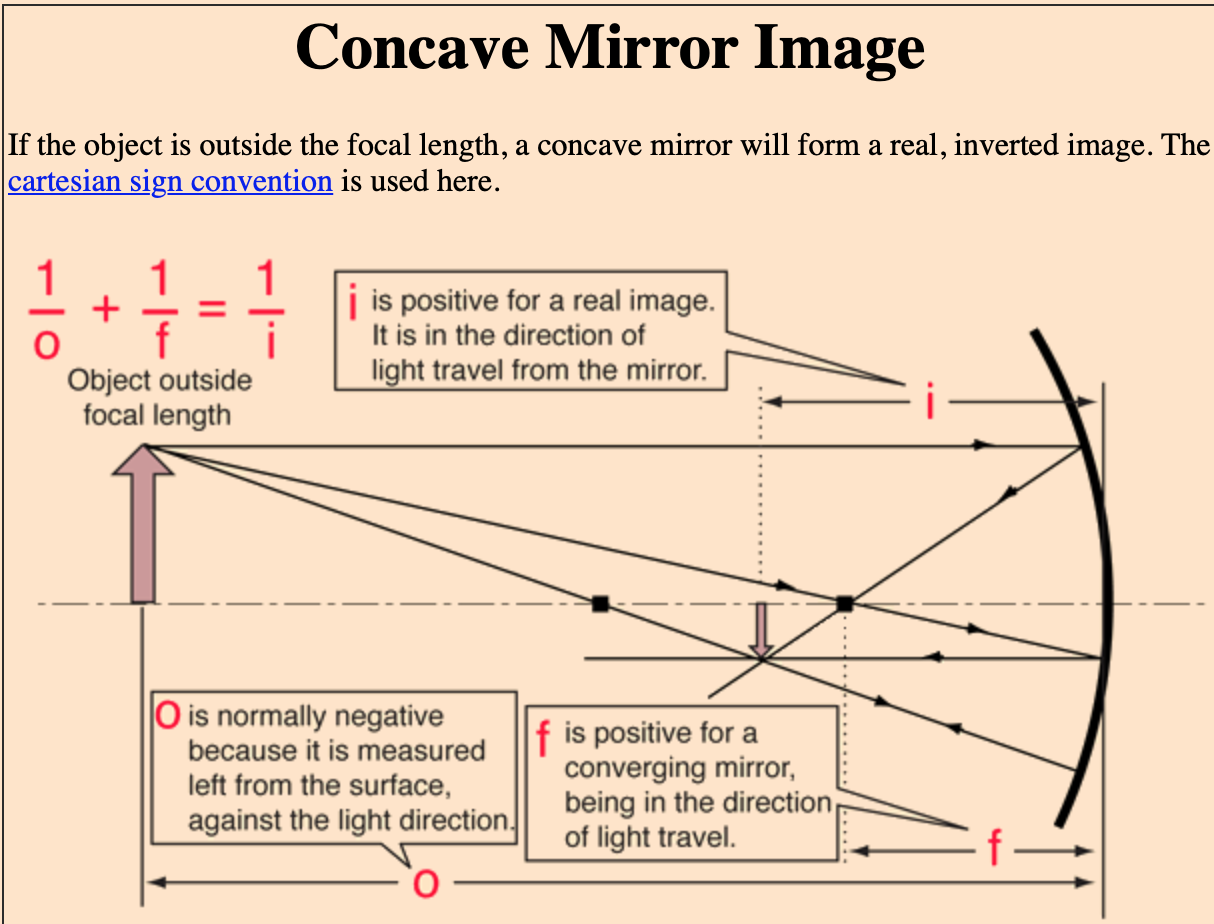 Concave Mirror Image
If the object is outside the focal length, a concave mirror will form a real, inverted image. The
cartesian sign convention is used here.
1/o + 1/f = 1/i
i is positive for a real image.
It is in the direction of
light travel from the mirror.
Object outside
focal length
i
o is normally negative
because it is measured
left from the surface,
against the light direction.
f is positive for a
converging mirror,
being in the direction
of light travel.
f
o